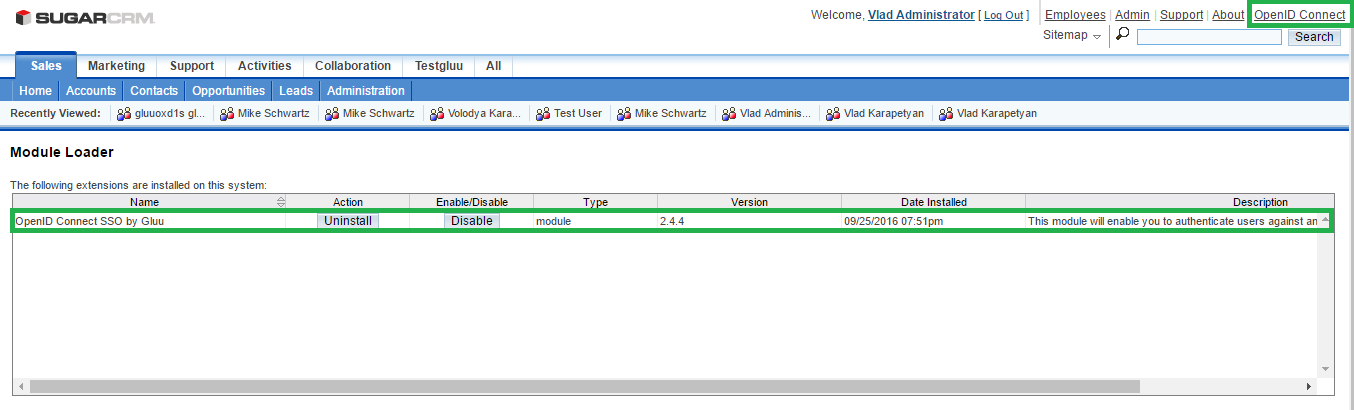 SUGARCRM. Welcome, Vlad Administrator [ Log Out ] Employees | Admin | Support | About | OpenID Connect
Sitemap Search
Sales Marketing Support Activities Collaboration Testgluu All
Home Accounts Contacts Opportunities Leads Administration
Recently Viewed: gluuoxd1s gl... Mike Schwartz Mike Schwartz Volodya Kara... Test User Mike Schwartz Vlad Adminis... Vlad Karapetyan Vlad Karapetyan
Module Loader
The following extensions are installed on this system:
Name Action Enable/Disable Type Version Date Installed Description
OpenID Connect SSO by Gluu Uninstall Disable module 2.4.4 09/25/2016 07:51pm This module will enable you to authenticate users against an